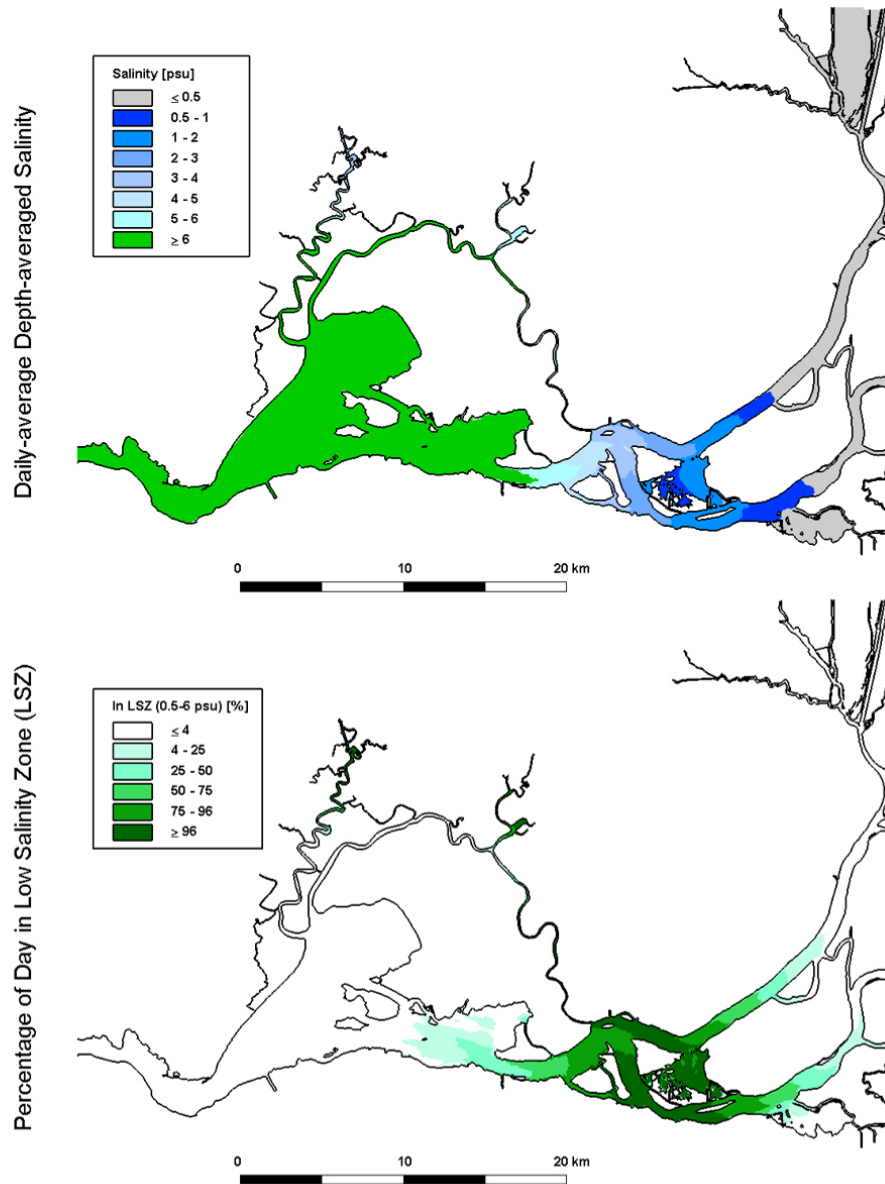 Daily-average Depth-averaged Salinity
Salinity [psu]
≤ 0.5
0.5 - 1
1 - 2
2 - 3
3 - 4
4 - 5
5 - 6
≥ 6
0 10 20 km
Percentage of Day in Low Salinity Zone (LSZ)
In LSZ (0.5-6 psu) [%]
≤ 4
4 - 25
25 - 50
50 - 75
75 - 96
≥ 96
0 10 20 km